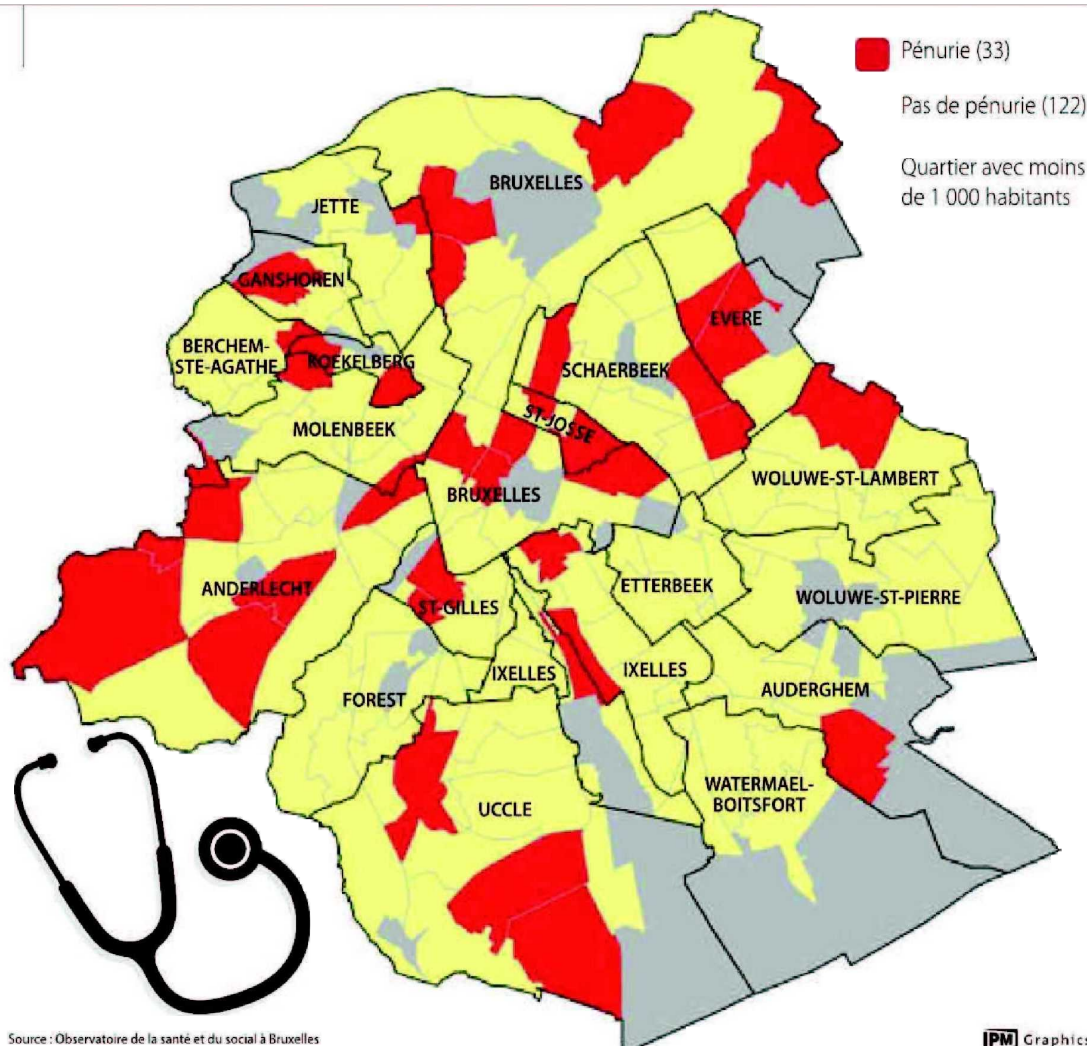 Pénurie (33)
Pas de pénurie (122)
Quartier avec moins
de 1 000 habitants
BRUXELLES
JETTE
GANSHOREN
EVERE
BERCHEM-
STE-AGATHE
KOEKELBERG
SCHAERBEEK
ST-JOSSE
MOLENBEEK
WOLUWE-ST-LAMBERT
BRUXELLES
ANDERLECHT
ETTERBEEK
WOLUWE-ST-PIERRE
ST-GILLES
IXELLES
IXELLES
FOREST
AUDERGHEM
WATERMAEL-
BOITSFORT
UCCLE
Source : Observatoire de la santé et du social à Bruxelles
IPM Graphics